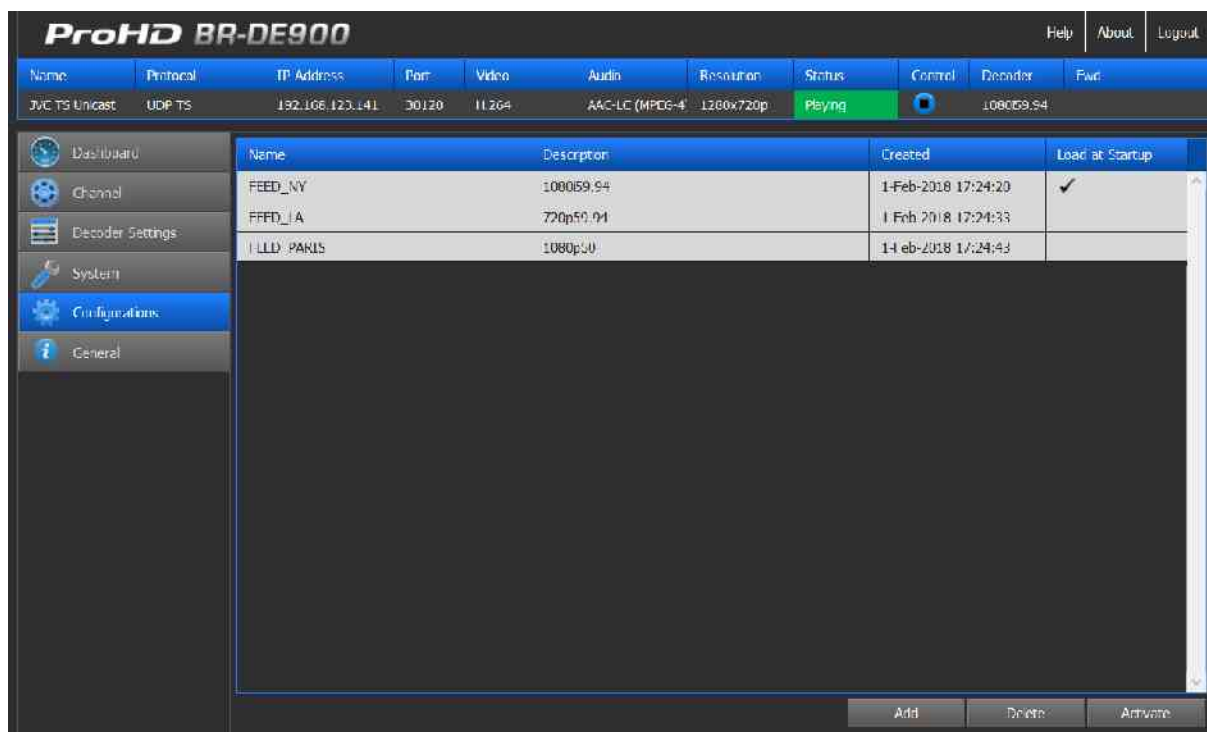 ProHD BR-DE900
Help About Logout
Name Protocol IP Address Port Video Audio Resolution Status Control Decoder Fwd
JVC TS Unicast UDP TS 192.168.123.141 30120 H.264 AAC-LC (MPEG-4) 1280x720p Playing 1080i59.94
Dashboard
Channel
Decoder Settings
System
Configurations
General
Name Description Created Load at Startup
FEED_NY 1080i59.94 1-Feb-2018 17:24:20 ✓
FEED_LA 720p59.94 1-Feb-2018 17:24:33
FEED_PARIS 1080p50 1-Feb-2018 17:24:43
Add Delete Activate